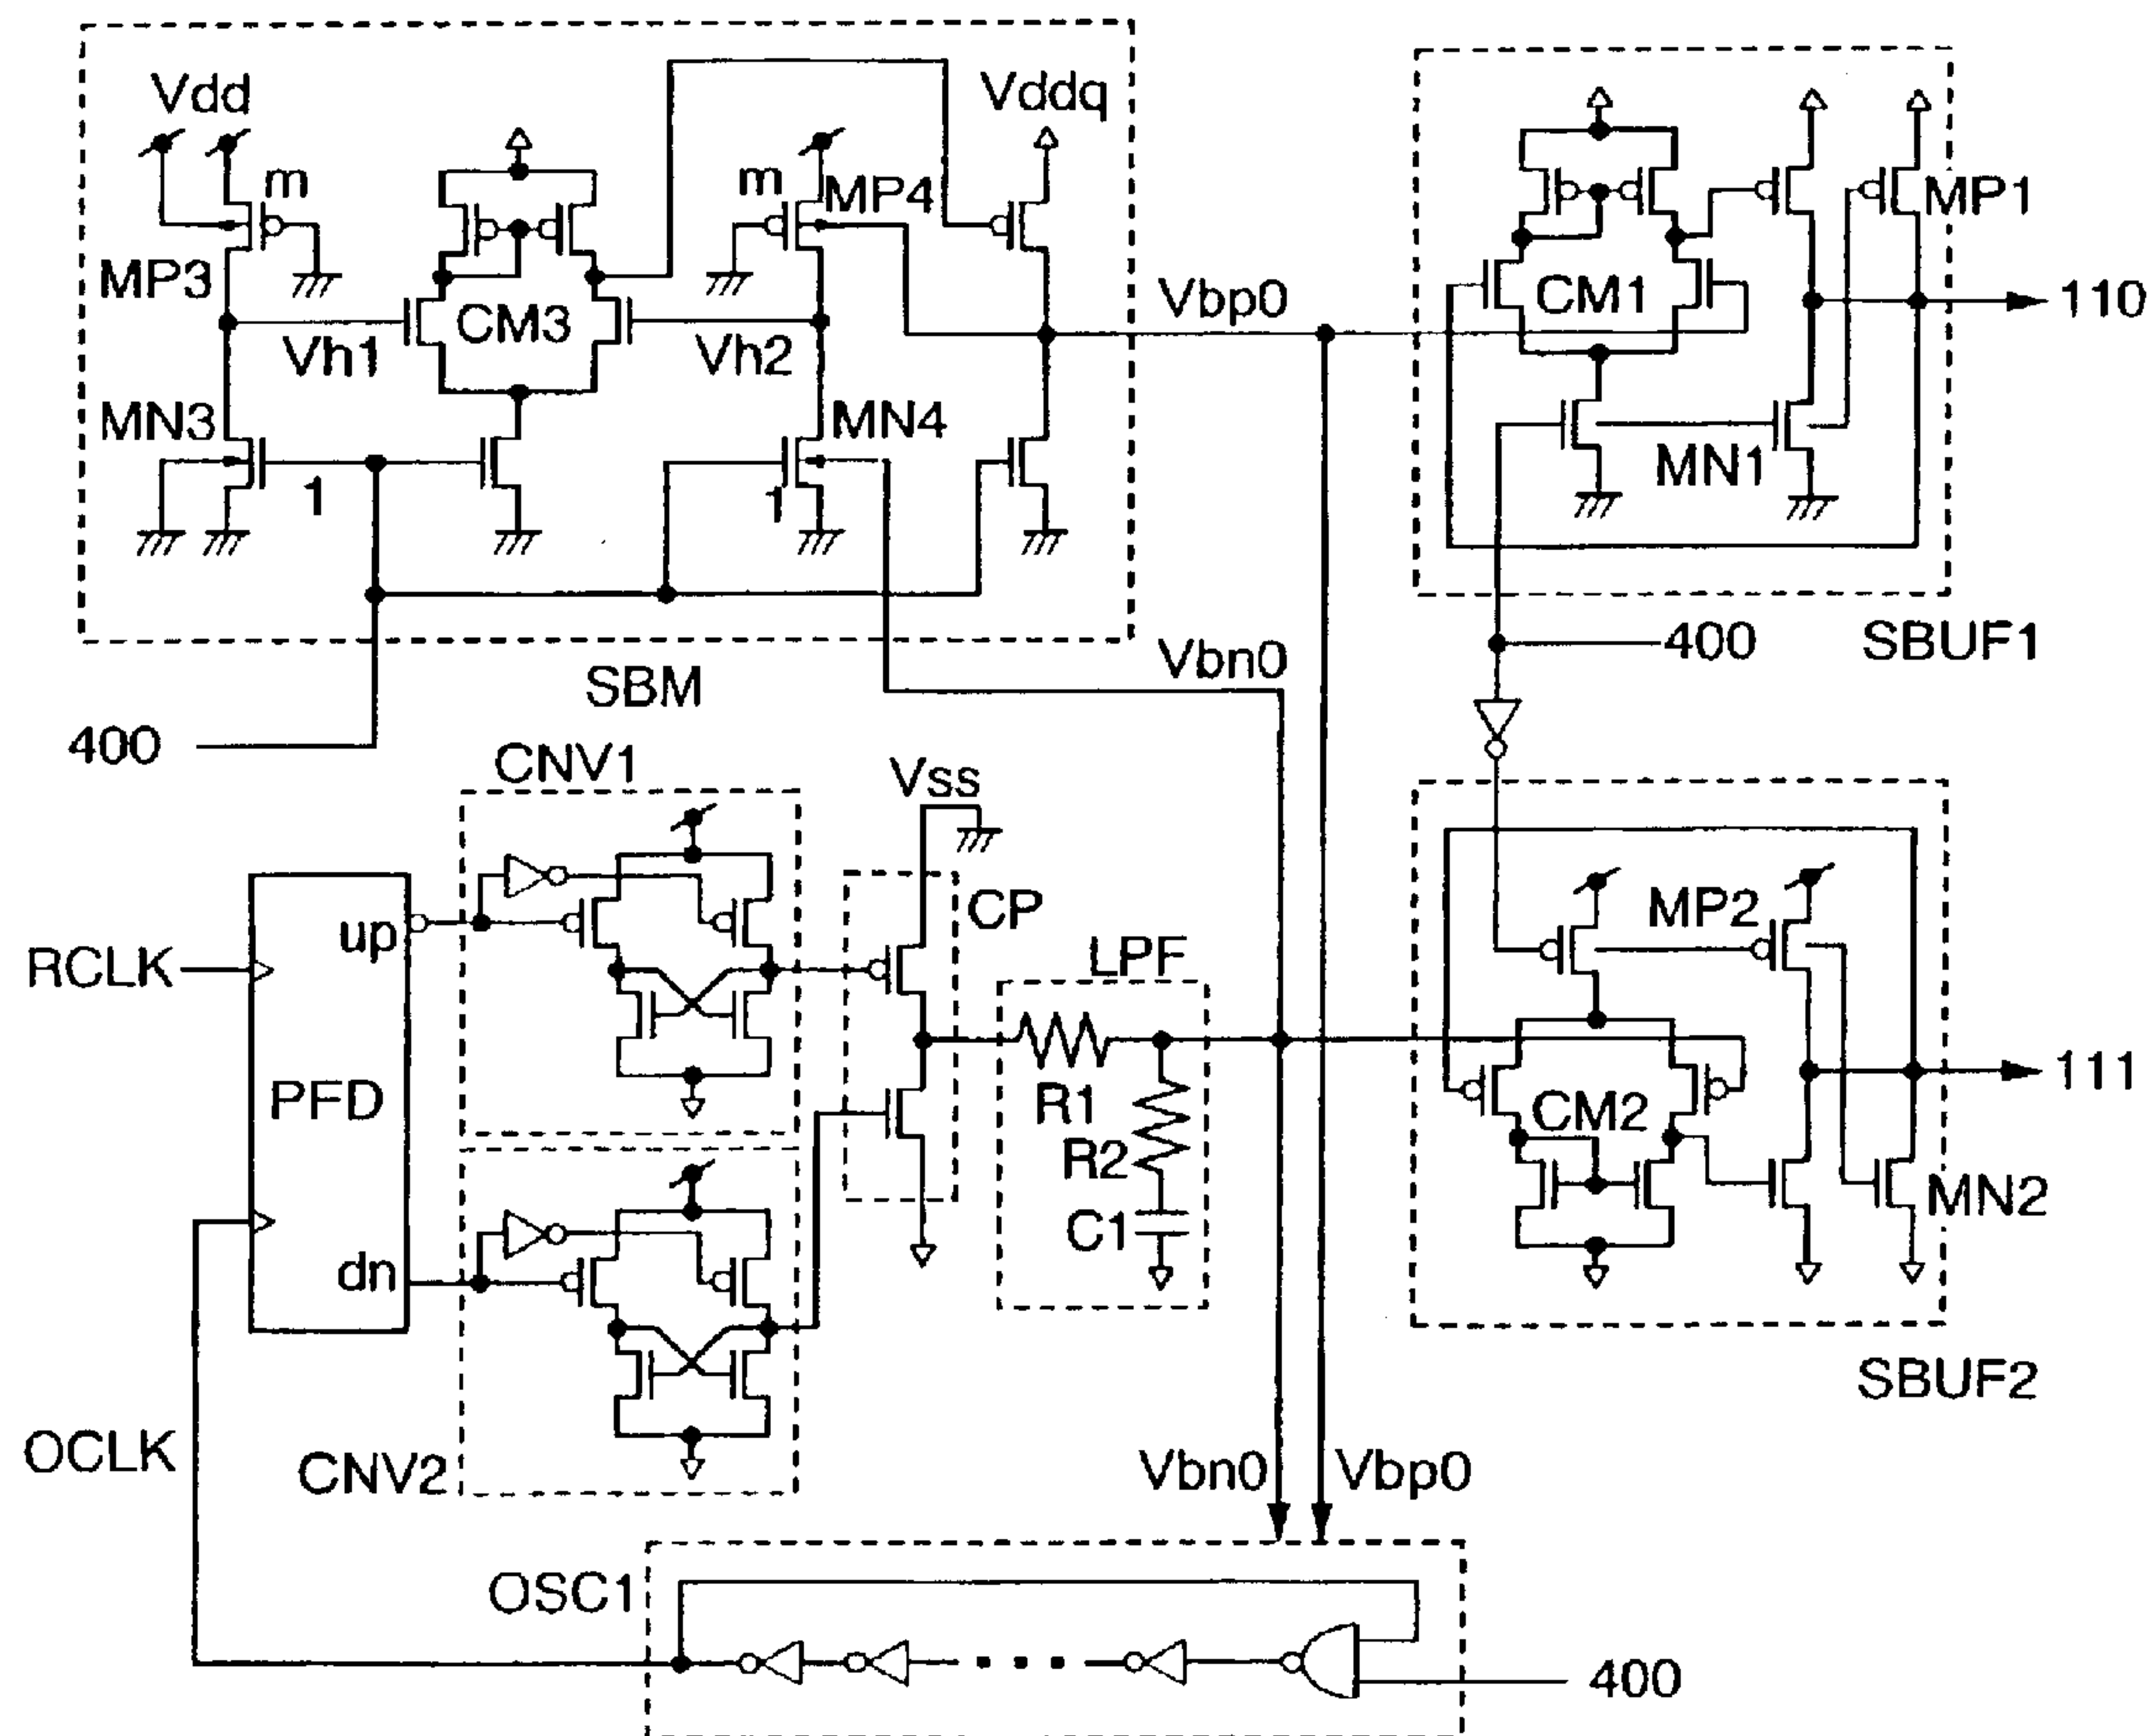 Vdd
Vddq
m
m
MP4
MP3
CM3
Vh1
Vh2
MN3
MN4
1
1
SBM
400
Vbp0
Vbn0
CM1
MP1
110
MN1
400
SBUF1
CNV1
Vss
CP
LPF
RCLK
up
PFD
dn
R1
R2
C1
MP2
CM2
111
MN2
SBUF2
OCLK
CNV2
Vbn0
Vbp0
OSC1
400